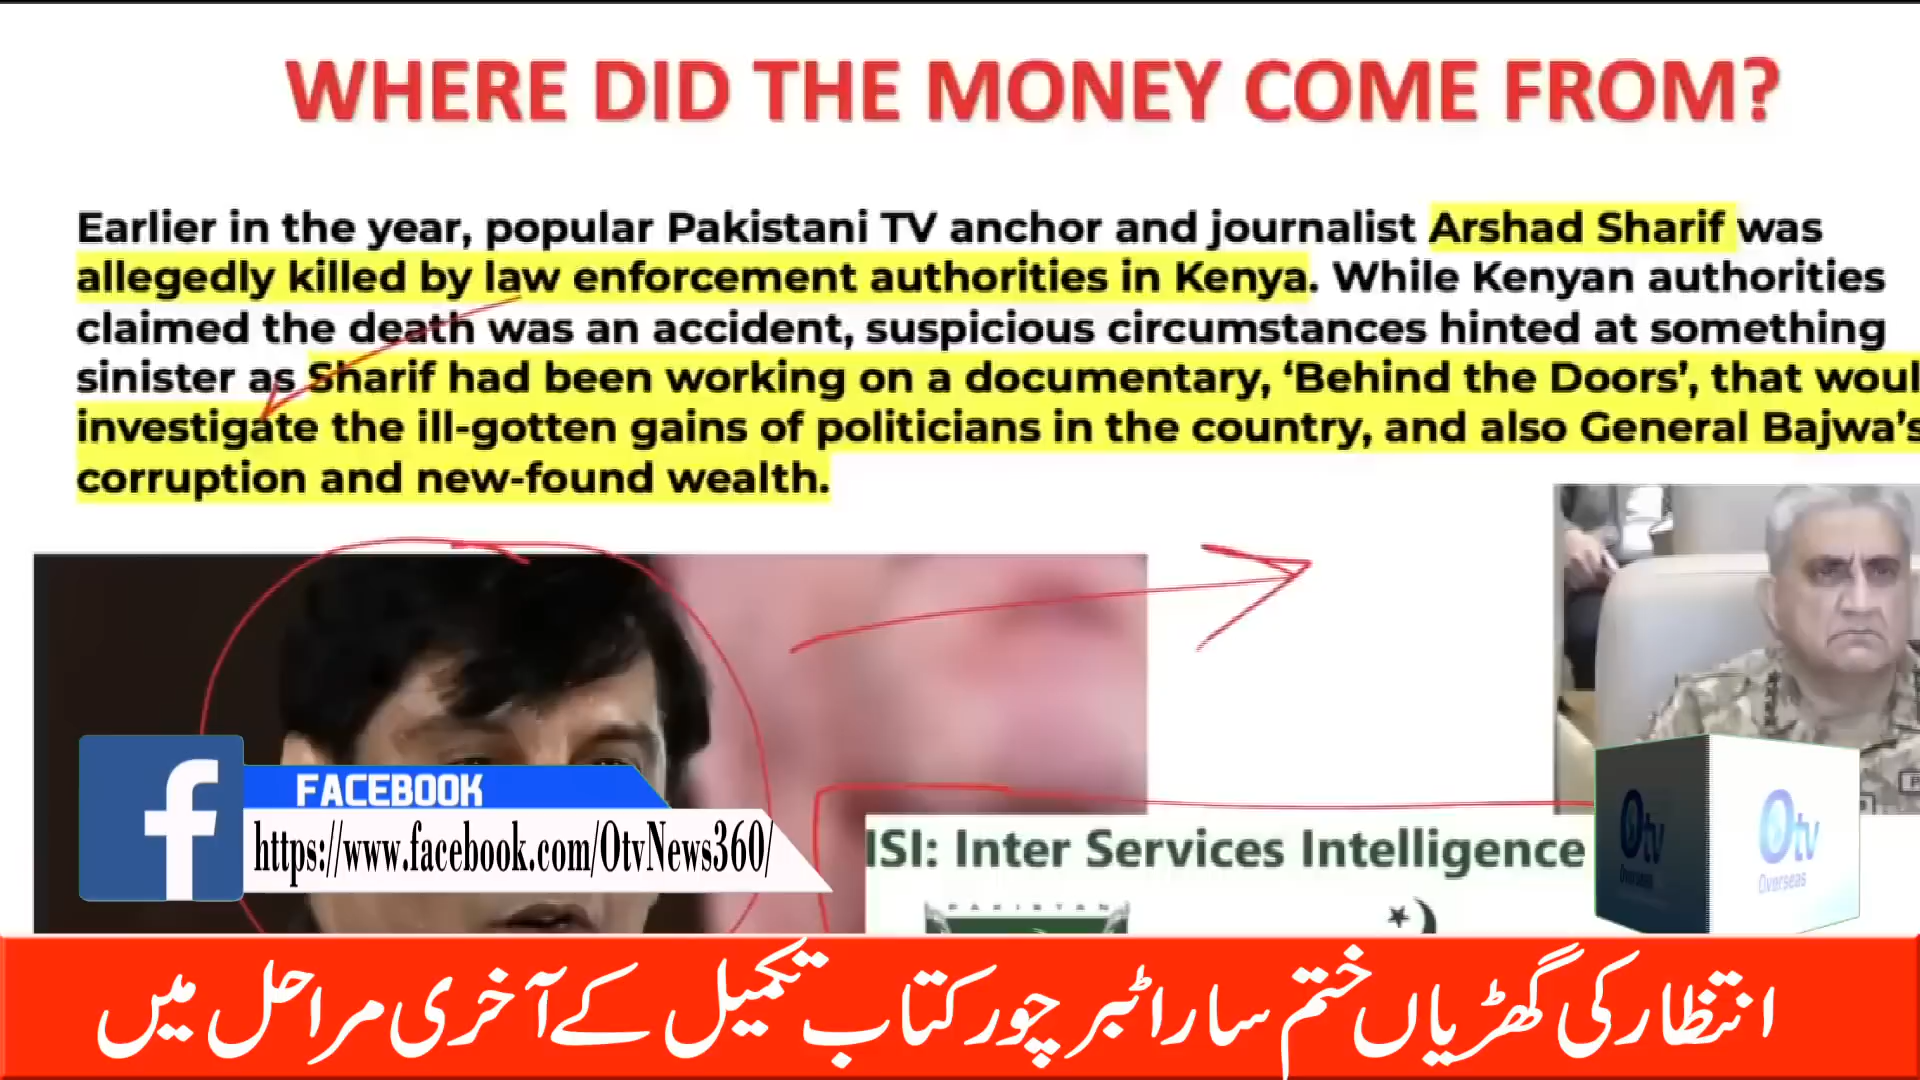 WHERE DID THE MONEY COME FROM?
Earlier in the year, popular Pakistani TV anchor and journalist Arshad Sharif was
allegedly killed by law enforcement authorities in Kenya. While Kenyan authorities
claimed the death was an accident, suspicious circumstances hinted at something
sinister as Sharif had been working on a documentary, ‘Behind the Doors’, that woul
investigate the ill-gotten gains of politicians in the country, and also General Bajwa’s
corruption and new-found wealth.
FACEBOOK
https://www.facebook.com/OtvNews360/
ISI: Inter Services Intelligence
PAKISTAN
Otv
Overseas
Otv
Overseas
انتظار کی گھڑیاں ختم سارا ٹبر چور کتاب تکمیل کے آخری مراحل میں